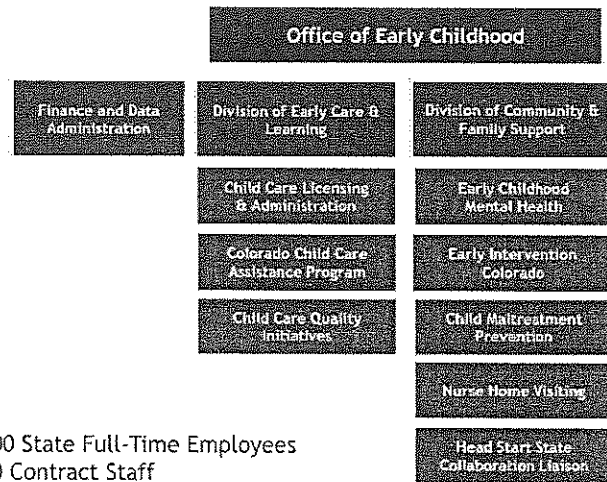 Office of Early Childhood
Finance and Data
Administration
Division of Early Care &
Learning
Division of Community &
Family Support
Child Care Licensing
& Administration
Early Childhood
Mental Health
Colorado Child Care
Assistance Program
Early Intervention
Colorado
Child Care Quality
Initiatives
Child Maltreatment
Prevention
Nurse Home Visiting
Head Start State
Collaboration Liaison
00 State Full-Time Employees
0 Contract Staff